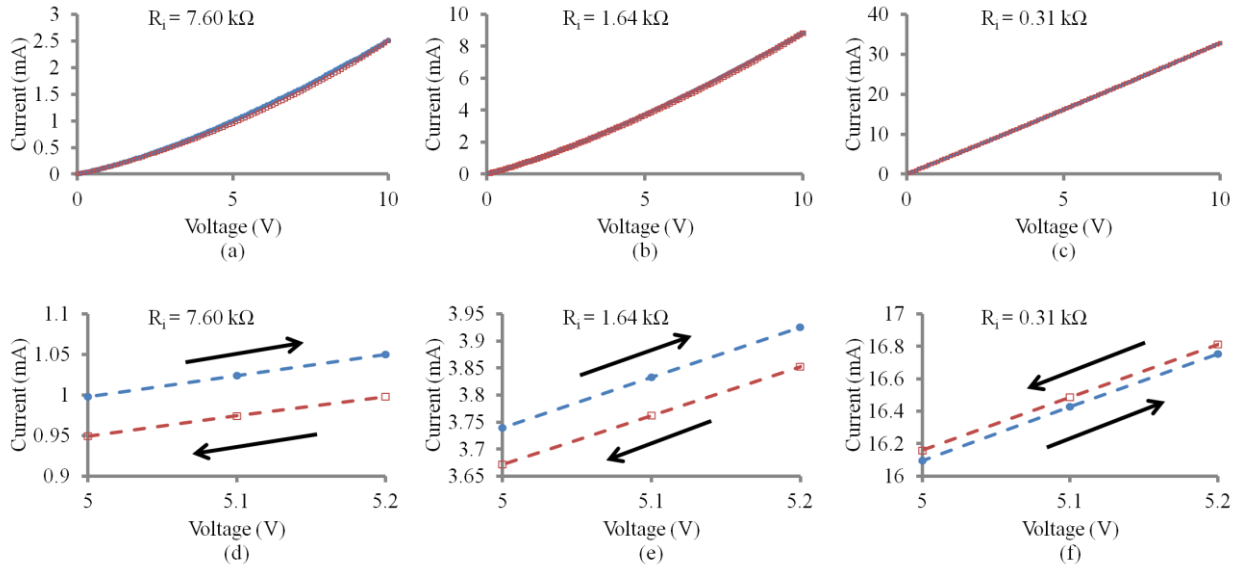 R_i = 7.60 kΩ
Current (mA)
3
2.5
2
1.5
1
0.5
0
0 5 10
Voltage (V)
(a)
R_i = 1.64 kΩ
Current (mA)
10
8
6
4
2
0
0 5 10
Voltage (V)
(b)
R_i = 0.31 kΩ
Current (mA)
40
30
20
10
0
0 5 10
Voltage (V)
(c)
R_i = 7.60 kΩ
Current (mA)
1.1
1.05
1
0.95
0.9
5 5.1 5.2
Voltage (V)
(d)
R_i = 1.64 kΩ
Current (mA)
3.95
3.9
3.85
3.8
3.75
3.7
3.65
5 5.1 5.2
Voltage (V)
(e)
R_i = 0.31 kΩ
Current (mA)
17
16.8
16.6
16.4
16.2
16
5 5.1 5.2
Voltage (V)
(f)